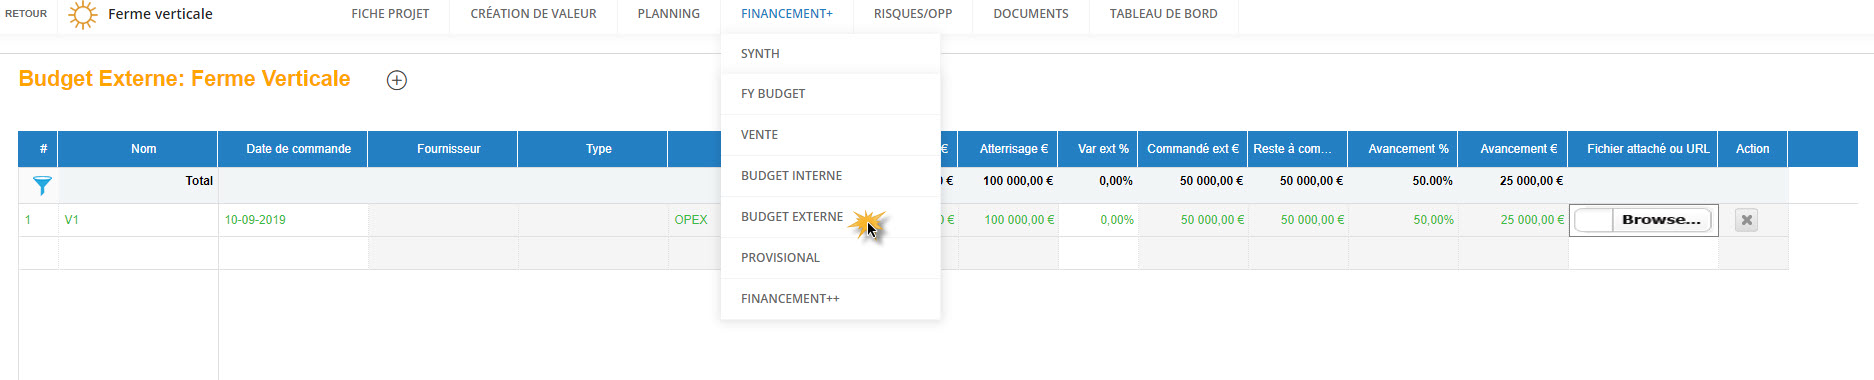 RETOUR Ferme verticale FICHE PROJET CRÉATION DE VALEUR PLANNING FINANCEMENT+ RISQUES/OPP DOCUMENTS TABLEAU DE BORD
SYNTH
Budget Externe: Ferme Verticale
FY BUDGET
VENTE
# Nom Date de commande Fournisseur Type € Atterrisage € Var ext % Commandé ext € Reste à com... Avancement % Avancement € Fichier attaché ou URL Action
BUDGET INTERNE
Total € 100 000,00 € 0,00% 50 000,00 € 50 000,00 € 50.00% 25 000,00 €
BUDGET EXTERNE
1 V1 10-09-2019 OPEX 0 € 100 000,00 € 0,00% 50 000,00 € 50 000,00 € 50,00% 25 000,00 € Browse...
PROVISIONAL
FINANCEMENT++